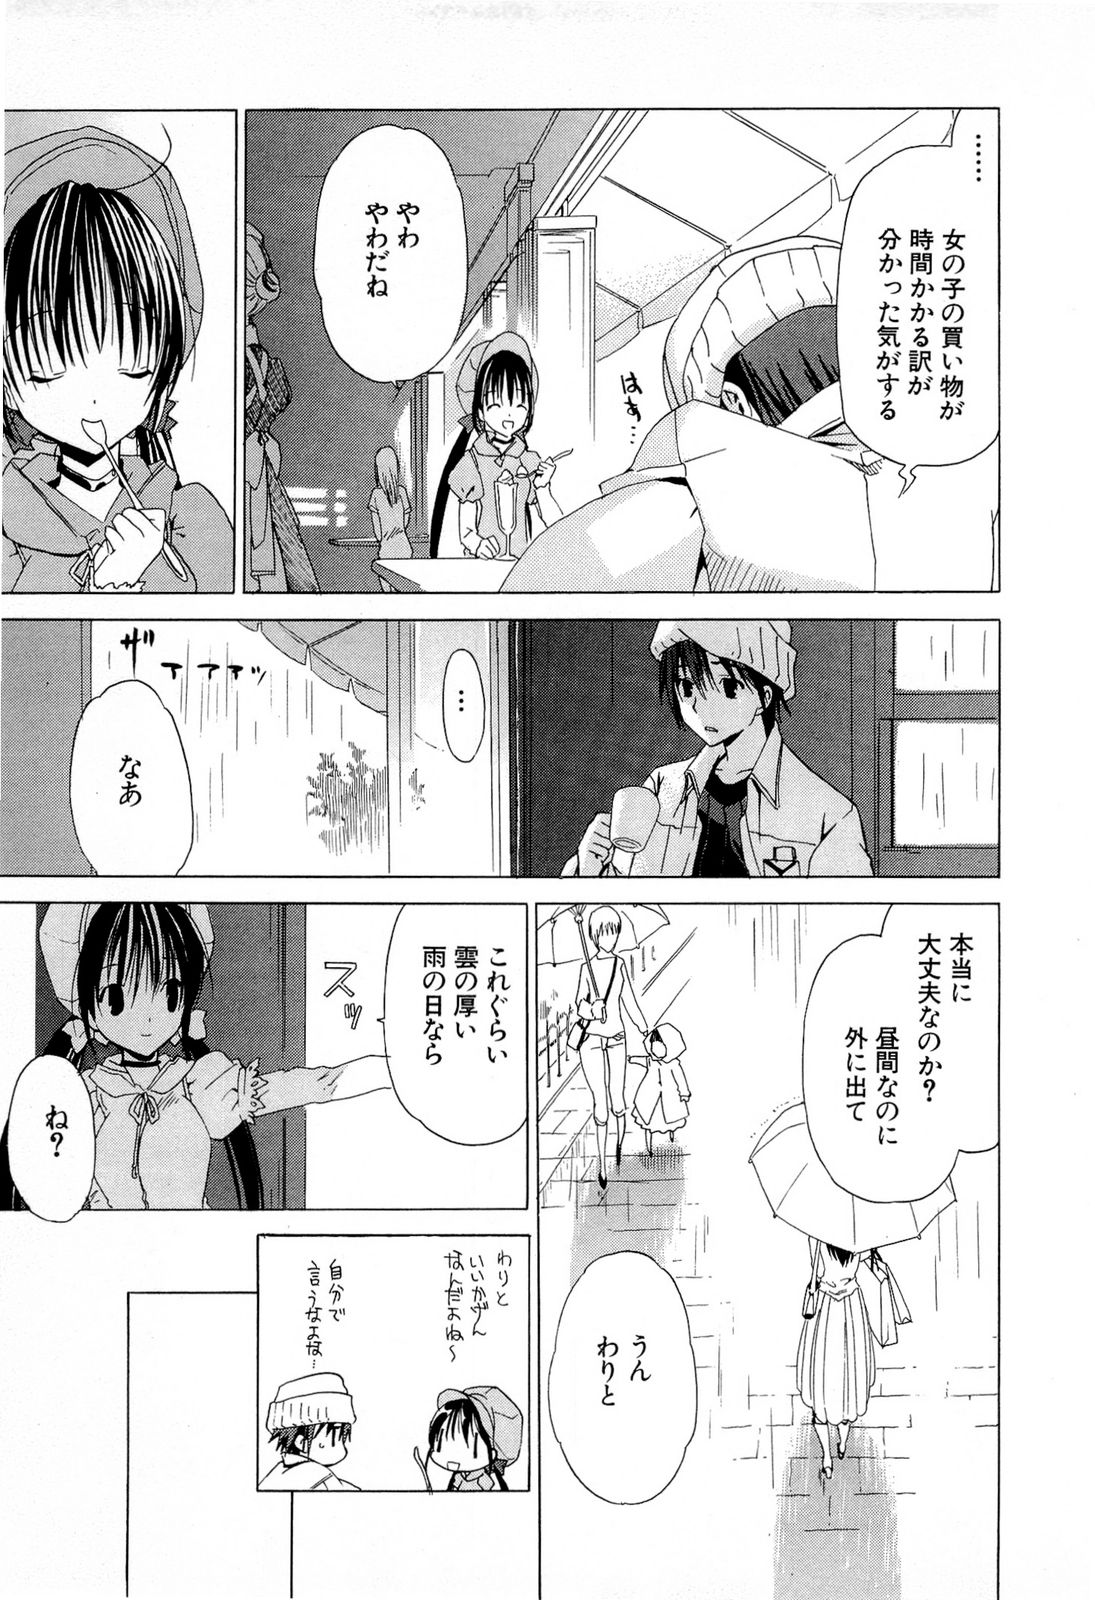 ……
女の子の買い物が
時間かかる訳が
分かった気がする
はぁ…
やわ
やわだね
…
ザァァァァッ
なあ
本当に
大丈夫なのか?
昼間なのに
外に出て
うん
わりと
これぐらい
雲の厚い
雨の日なら
スッ
ね?
わりと
いいかげん
なんだよね〜
自分で
言うなよな…